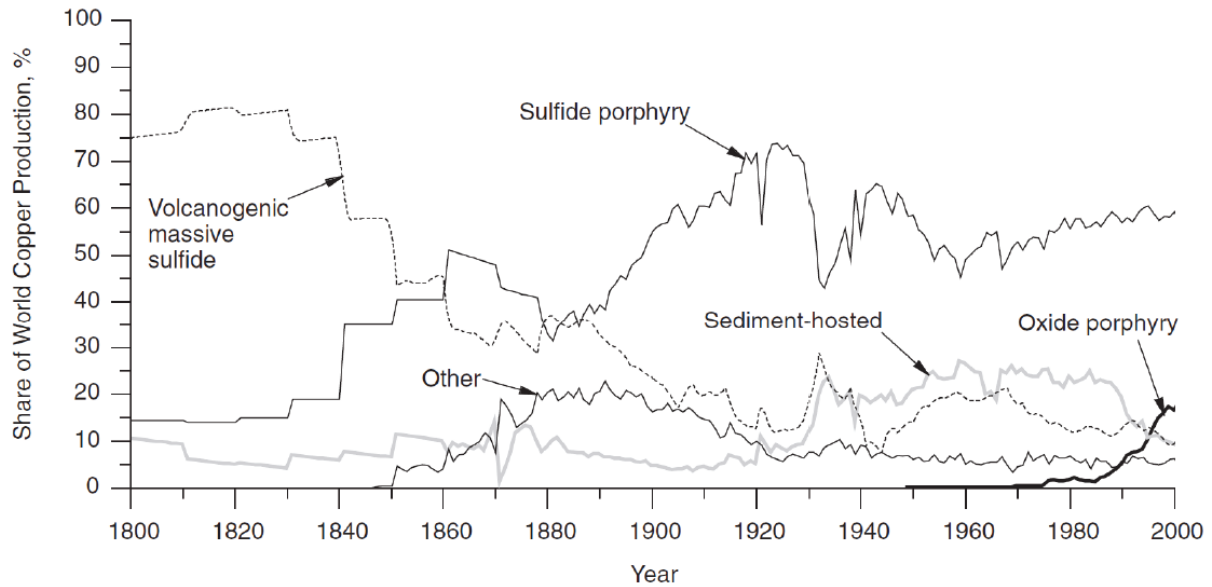 Share of World Copper Production, %
100
90
80
70
60
50
40
30
20
10
0
Sulfide porphyry
Volcanogenic
massive
sulfide
Sediment-hosted
Oxide porphyry
Other
1800 1820 1840 1860 1880 1900 1920 1940 1960 1980 2000
Year